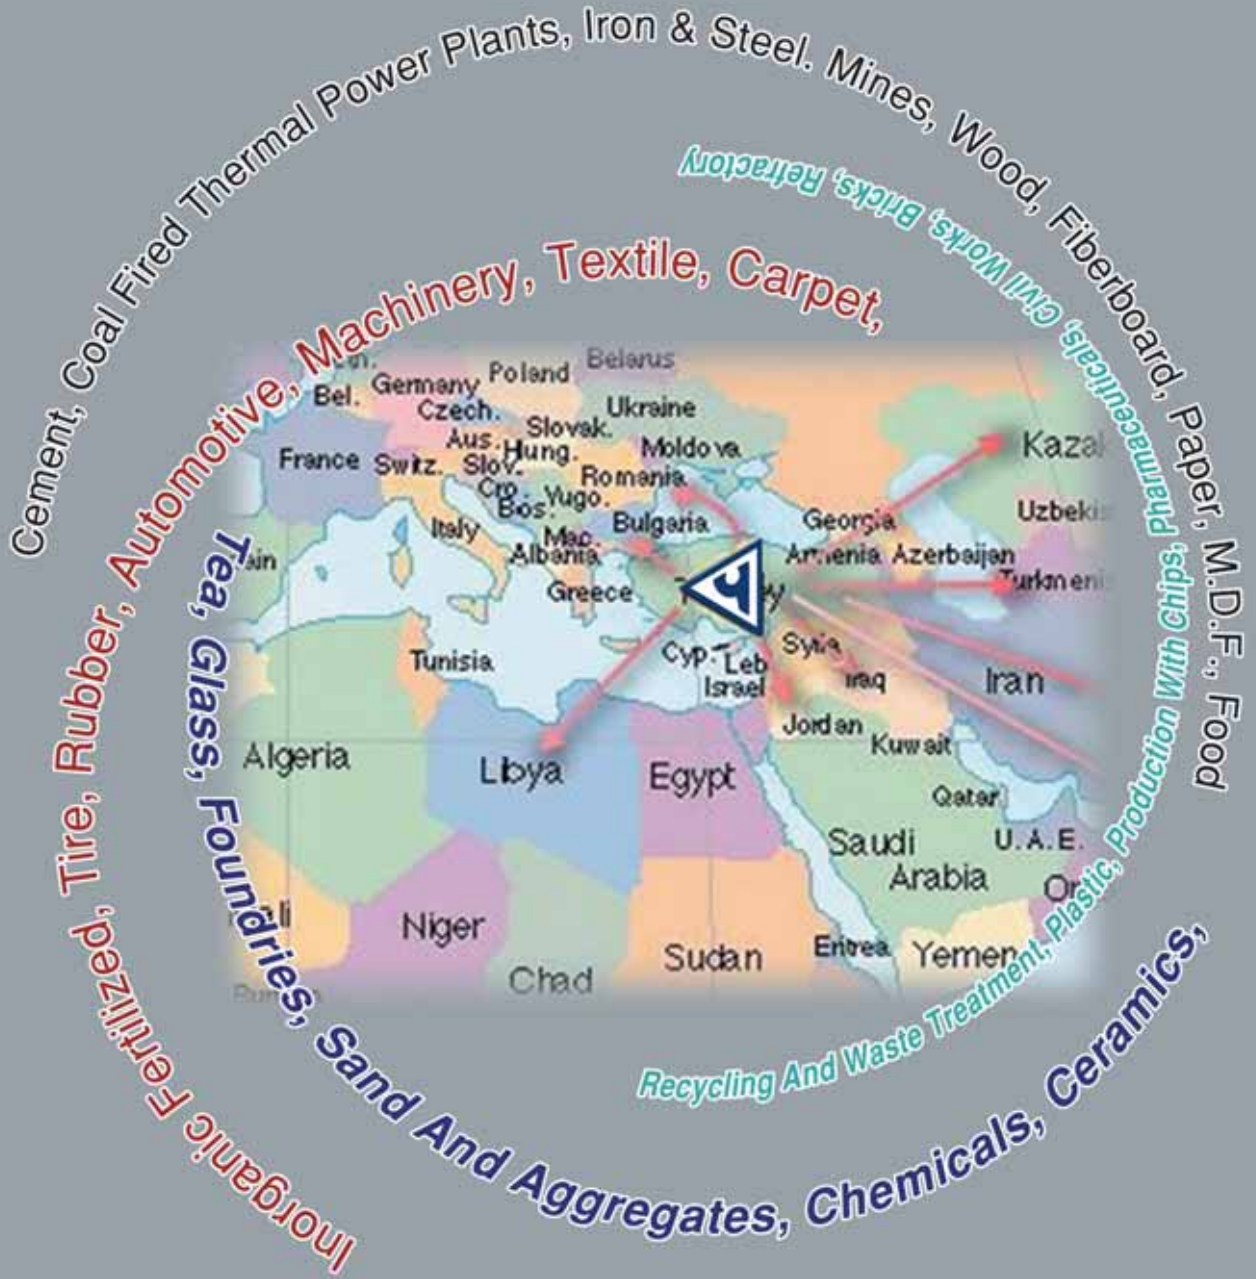 Cement, Coal Fired Thermal Power Plants, Iron & Steel. Mines, Wood, Fiberboard, Paper, M.D.F., Food
Recycling And Waste Treatment, Plastic, Production With Chips, Pharmaceuticals, Civil Works, Bricks, Refractory
Inorganic Fertilized, Tire, Rubber, Automotive, Machinery, Textile, Carpet,
Tea, Glass, Foundries, Sand And Aggregates, Chemicals, Ceramics,
Belarus
Poland
Germany
Bel.
Czech.
Ukraine
Slovak.
Aus.
Hung.
Moldova
France
Switz.
Slov.
Romania
Kazak
Cro.
Yugo.
Bos.
Uzbekis
Italy
Bulgaria
Georgia
Mac.
Albania
Armenia
Azerbaijan
ain
Turkmenis
Greece
ey
Tunisia
Cyp.
Leb
Syria
Israel
Iraq
Iran
Jordan
Kuwait
Algeria
Libya
Egypt
Qatar
Saudi
Arabia
U.A.E.
Niger
Chad
Sudan
Eritrea
Yemen